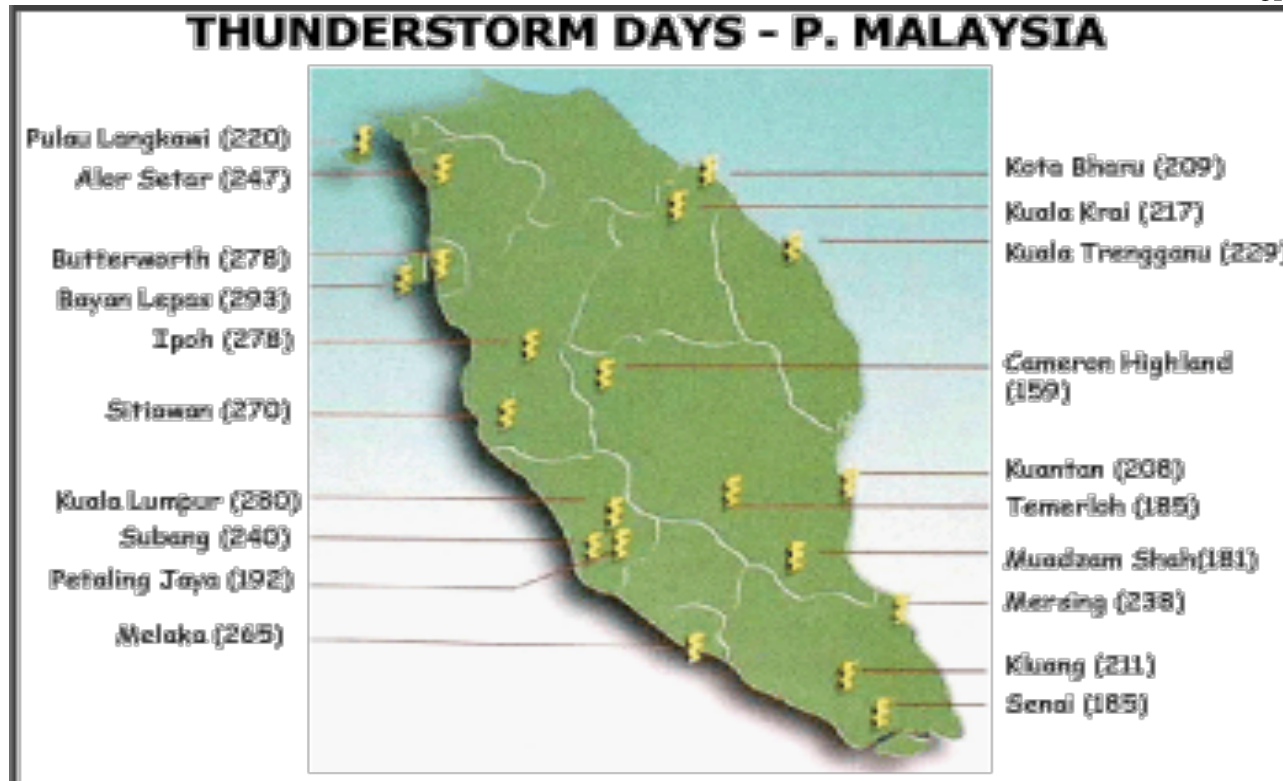 THUNDERSTORM DAYS - P. MALAYSIA
Pulau Langkawi (220)
Alor Setar (247)
Butterworth (278)
Bayan Lepas (293)
Ipoh (278)
Sitiawan (270)
Kuala Lumpur (280)
Subang (240)
Petaling Jaya (192)
Melaka (265)
Kota Bharu (209)
Kuala Krai (217)
Kuala Trengganu (229)
Cameron Highland
(159)
Kuantan (208)
Temerloh (185)
Muadzam Shah(181)
Mersing (238)
Kluang (211)
Senai (185)